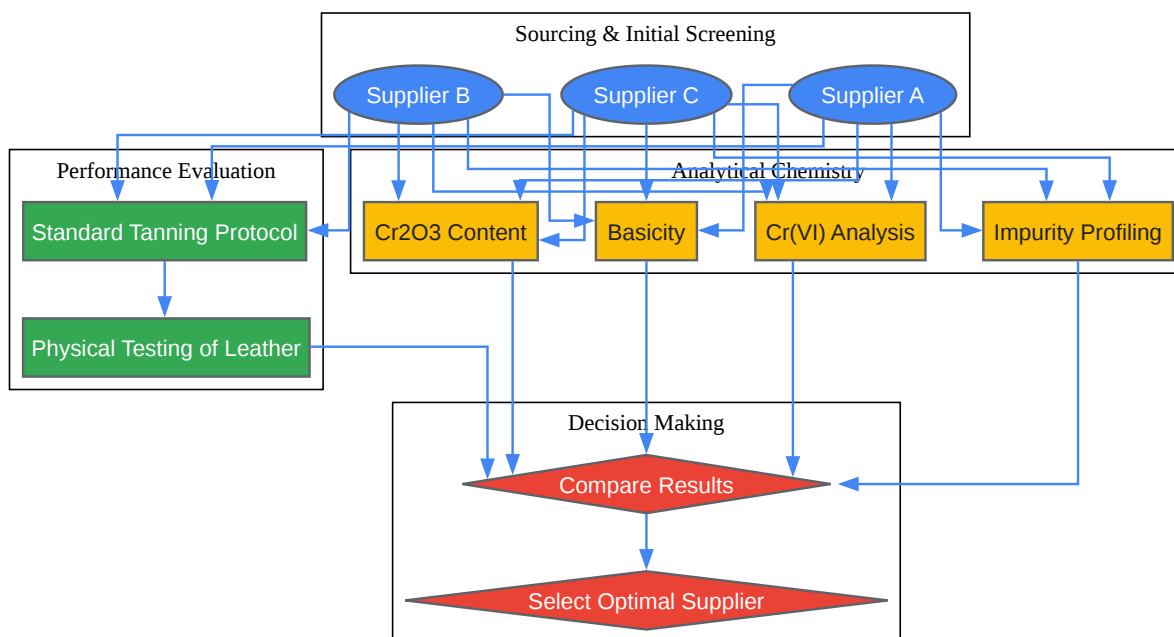 Sourcing & Initial Screening
Supplier B
Supplier C
Supplier A
Performance Evaluation
Analytical Chemistry
Standard Tanning Protocol
Cr2O3 Content
Basicity
Cr(VI) Analysis
Impurity Profiling
Physical Testing of Leather
Decision Making
Compare Results
Select Optimal Supplier